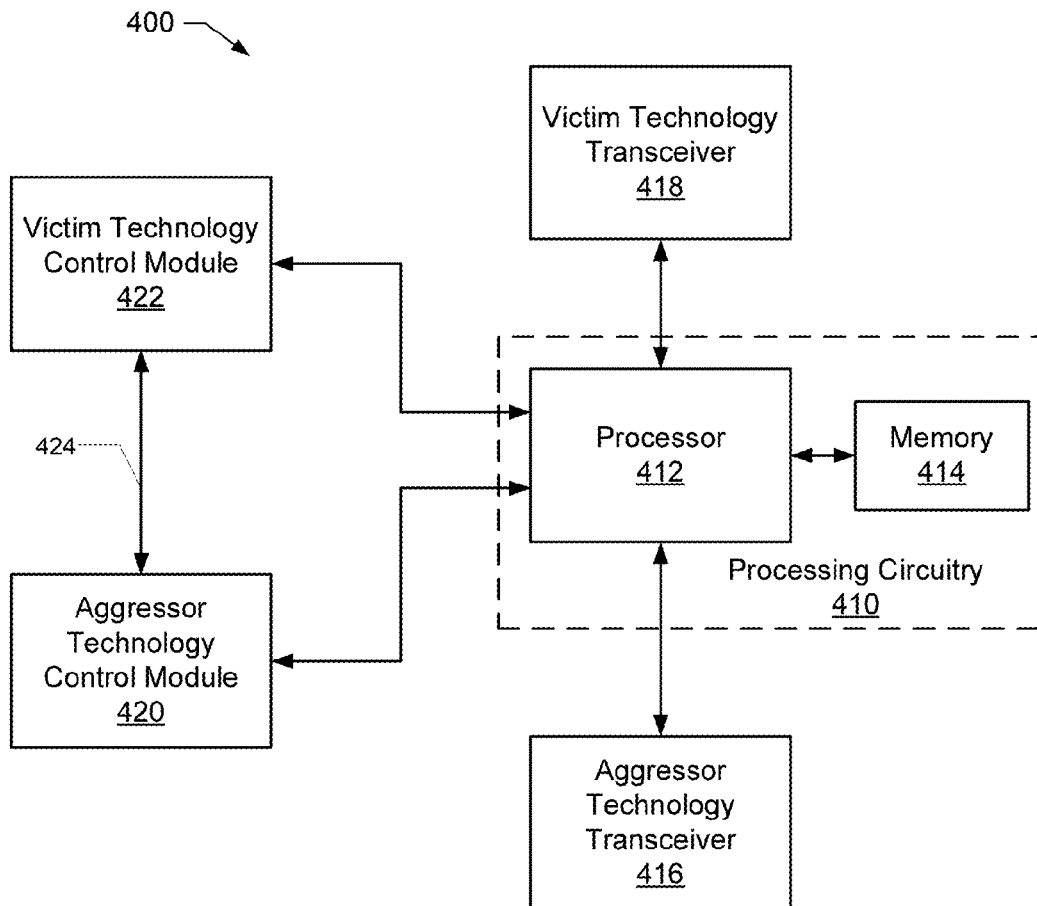 400
Victim Technology
Transceiver
418
Victim Technology
Control Module
422
424
Processor
412
Memory
414
Processing Circuitry
410
Aggressor
Technology
Control Module
420
Aggressor
Technology
Transceiver
416